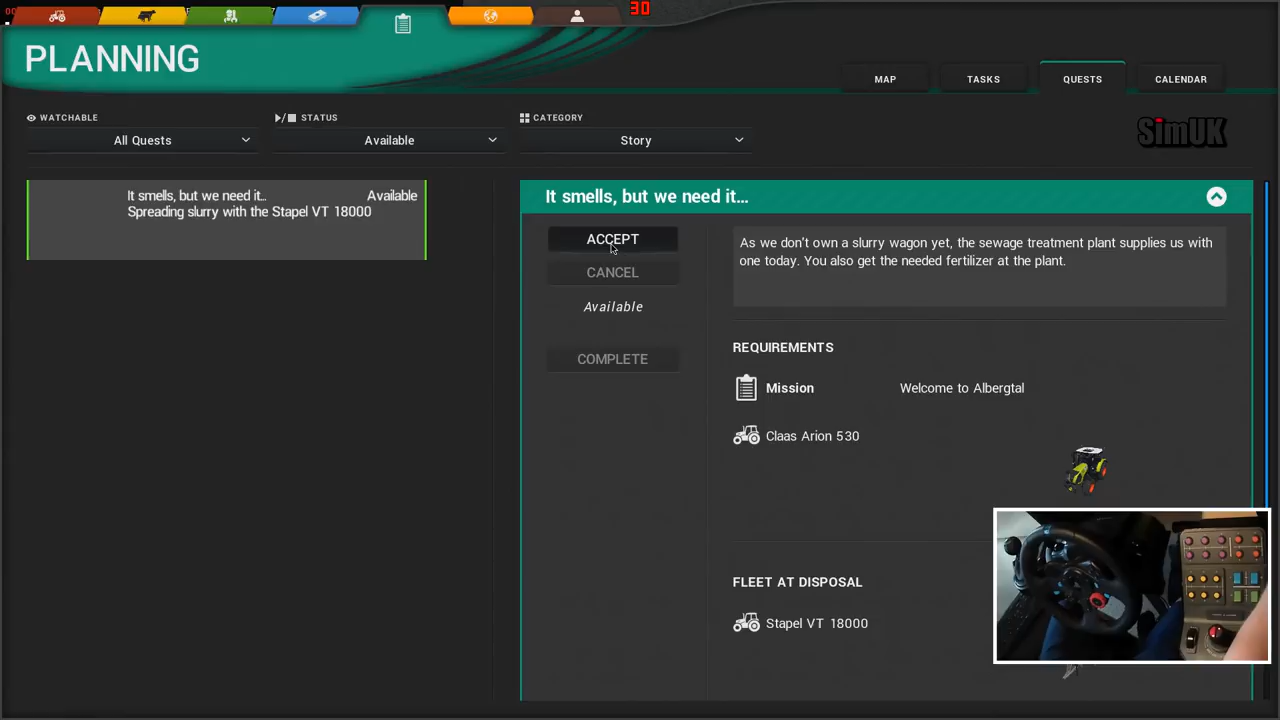 30
PLANNING
MAP
TASKS
QUESTS
CALENDAR
WATCHABLE
STATUS
CATEGORY
All Quests
Available
Story
SimUK
It smells, but we need it... Available
Spreading slurry with the Stapel VT 18000
It smells, but we need it...
ACCEPT
CANCEL
Available
COMPLETE
As we don't own a slurry wagon yet, the sewage treatment plant supplies us with
one today. You also get the needed fertilizer at the plant.
REQUIREMENTS
Mission Welcome to Albergtal
Claas Arion 530
FLEET AT DISPOSAL
Stapel VT 18000